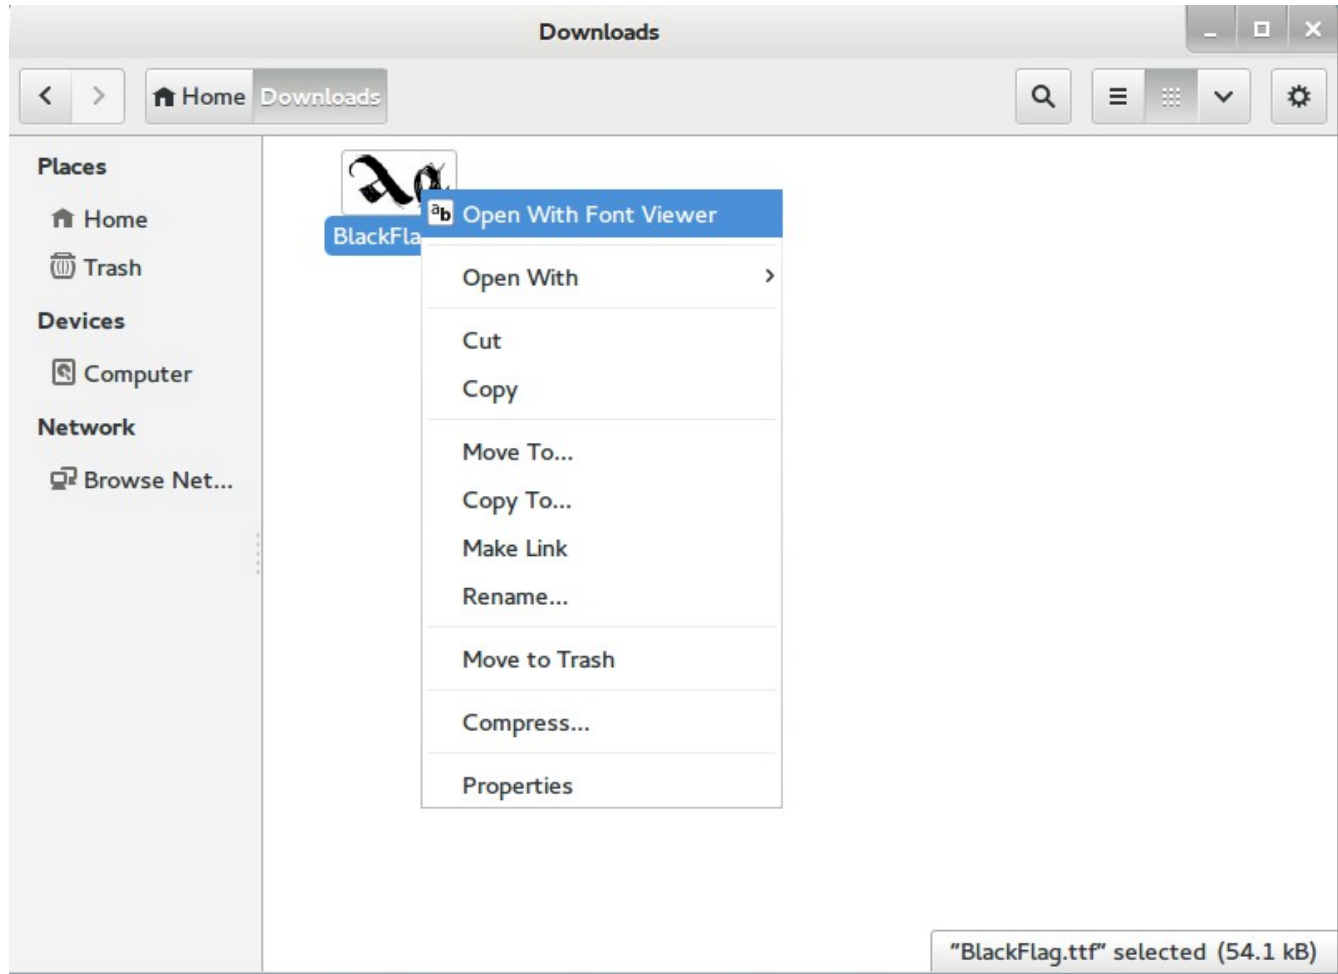 Downloads
Home Downloads
Places
Home
Trash
Devices
Computer
Network
Browse Net...
Aa
BlackFla
ab Open With Font Viewer
Open With
Cut
Copy
Move To...
Copy To...
Make Link
Rename...
Move to Trash
Compress...
Properties
"BlackFlag.ttf" selected (54.1 kB)